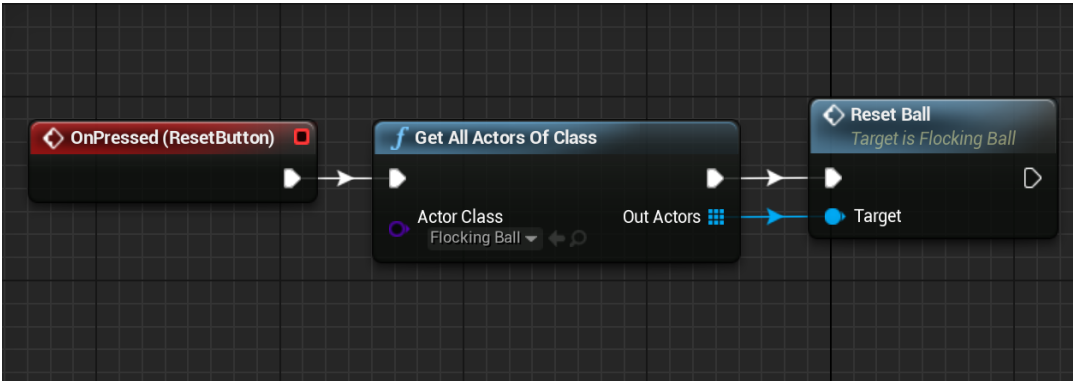 OnPressed (ResetButton)
f Get All Actors Of Class
Actor Class
Flocking Ball
Out Actors
Reset Ball
Target is Flocking Ball
Target